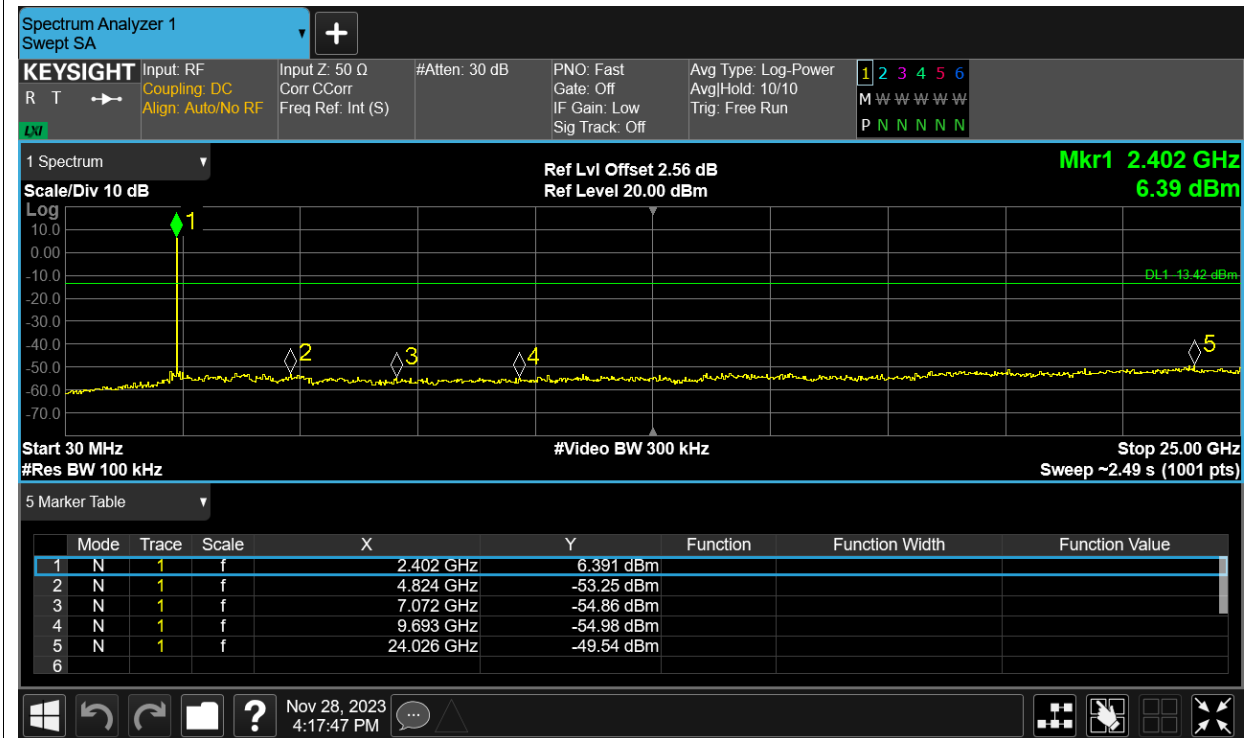 Spectrum Analyzer 1
Swept SA
KEYSIGHT
R T
LXI
Input: RF
Coupling: DC
Align: Auto/No RF
Input Z: 50 Ω
Corr CCorr
Freq Ref: Int (S)
#Atten: 30 dB
PNO: Fast
Gate: Off
IF Gain: Low
Sig Track: Off
Avg Type: Log-Power
Avg|Hold: 10/10
Trig: Free Run
1 2 3 4 5 6
M W W W W W
P N N N N N
1 Spectrum
Scale/Div 10 dB
Ref Lvl Offset 2.56 dB
Ref Level 20.00 dBm
Mkr1 2.402 GHz
6.39 dBm
Log
10.0
0.00
-10.0
-20.0
-30.0
-40.0
-50.0
-60.0
-70.0
1
2
3
4
5
DL1 -13.42 dBm
Start 30 MHz
#Res BW 100 kHz
#Video BW 300 kHz
Stop 25.00 GHz
Sweep ~2.49 s (1001 pts)
5 Marker Table
Mode Trace Scale X Y Function Function Width Function Value
1 N 1 f 2.402 GHz 6.391 dBm
2 N 1 f 4.824 GHz -53.25 dBm
3 N 1 f 7.072 GHz -54.86 dBm
4 N 1 f 9.693 GHz -54.98 dBm
5 N 1 f 24.026 GHz -49.54 dBm
6
?
Nov 28, 2023
4:17:47 PM